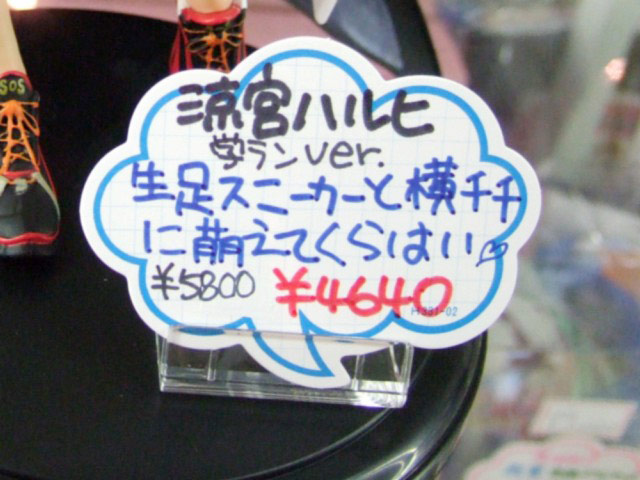 SOS
涼宮ハルヒ
学ランver.
生足スニーカーと横チチ
に萌えてくらはい♡
¥5800 ¥4640